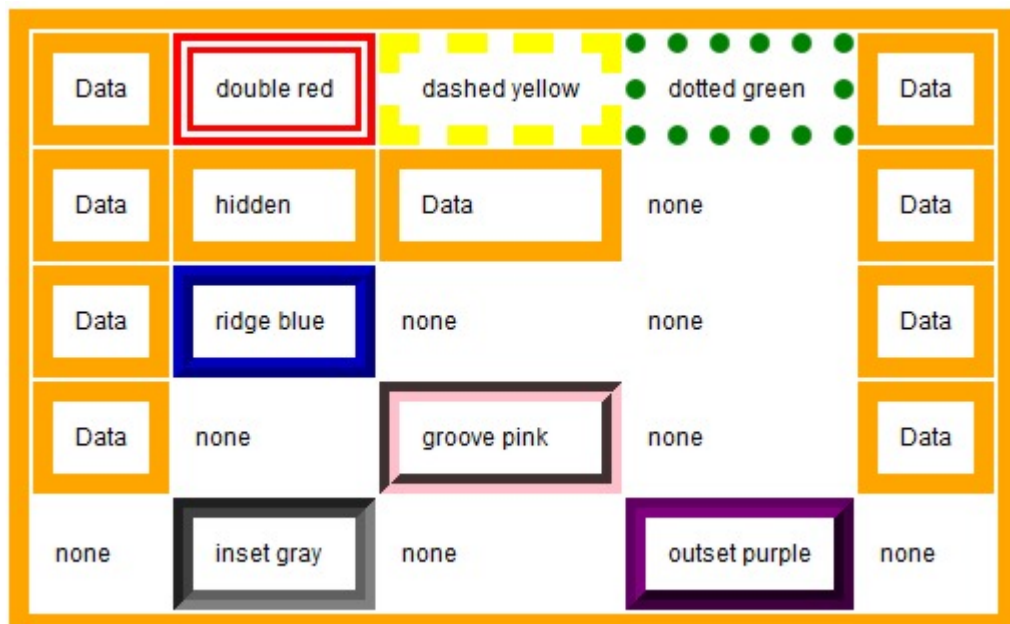 Data double red dashed yellow dotted green Data
Data hidden Data none Data
Data ridge blue none none Data
Data none groove pink none Data
none inset gray none outset purple none